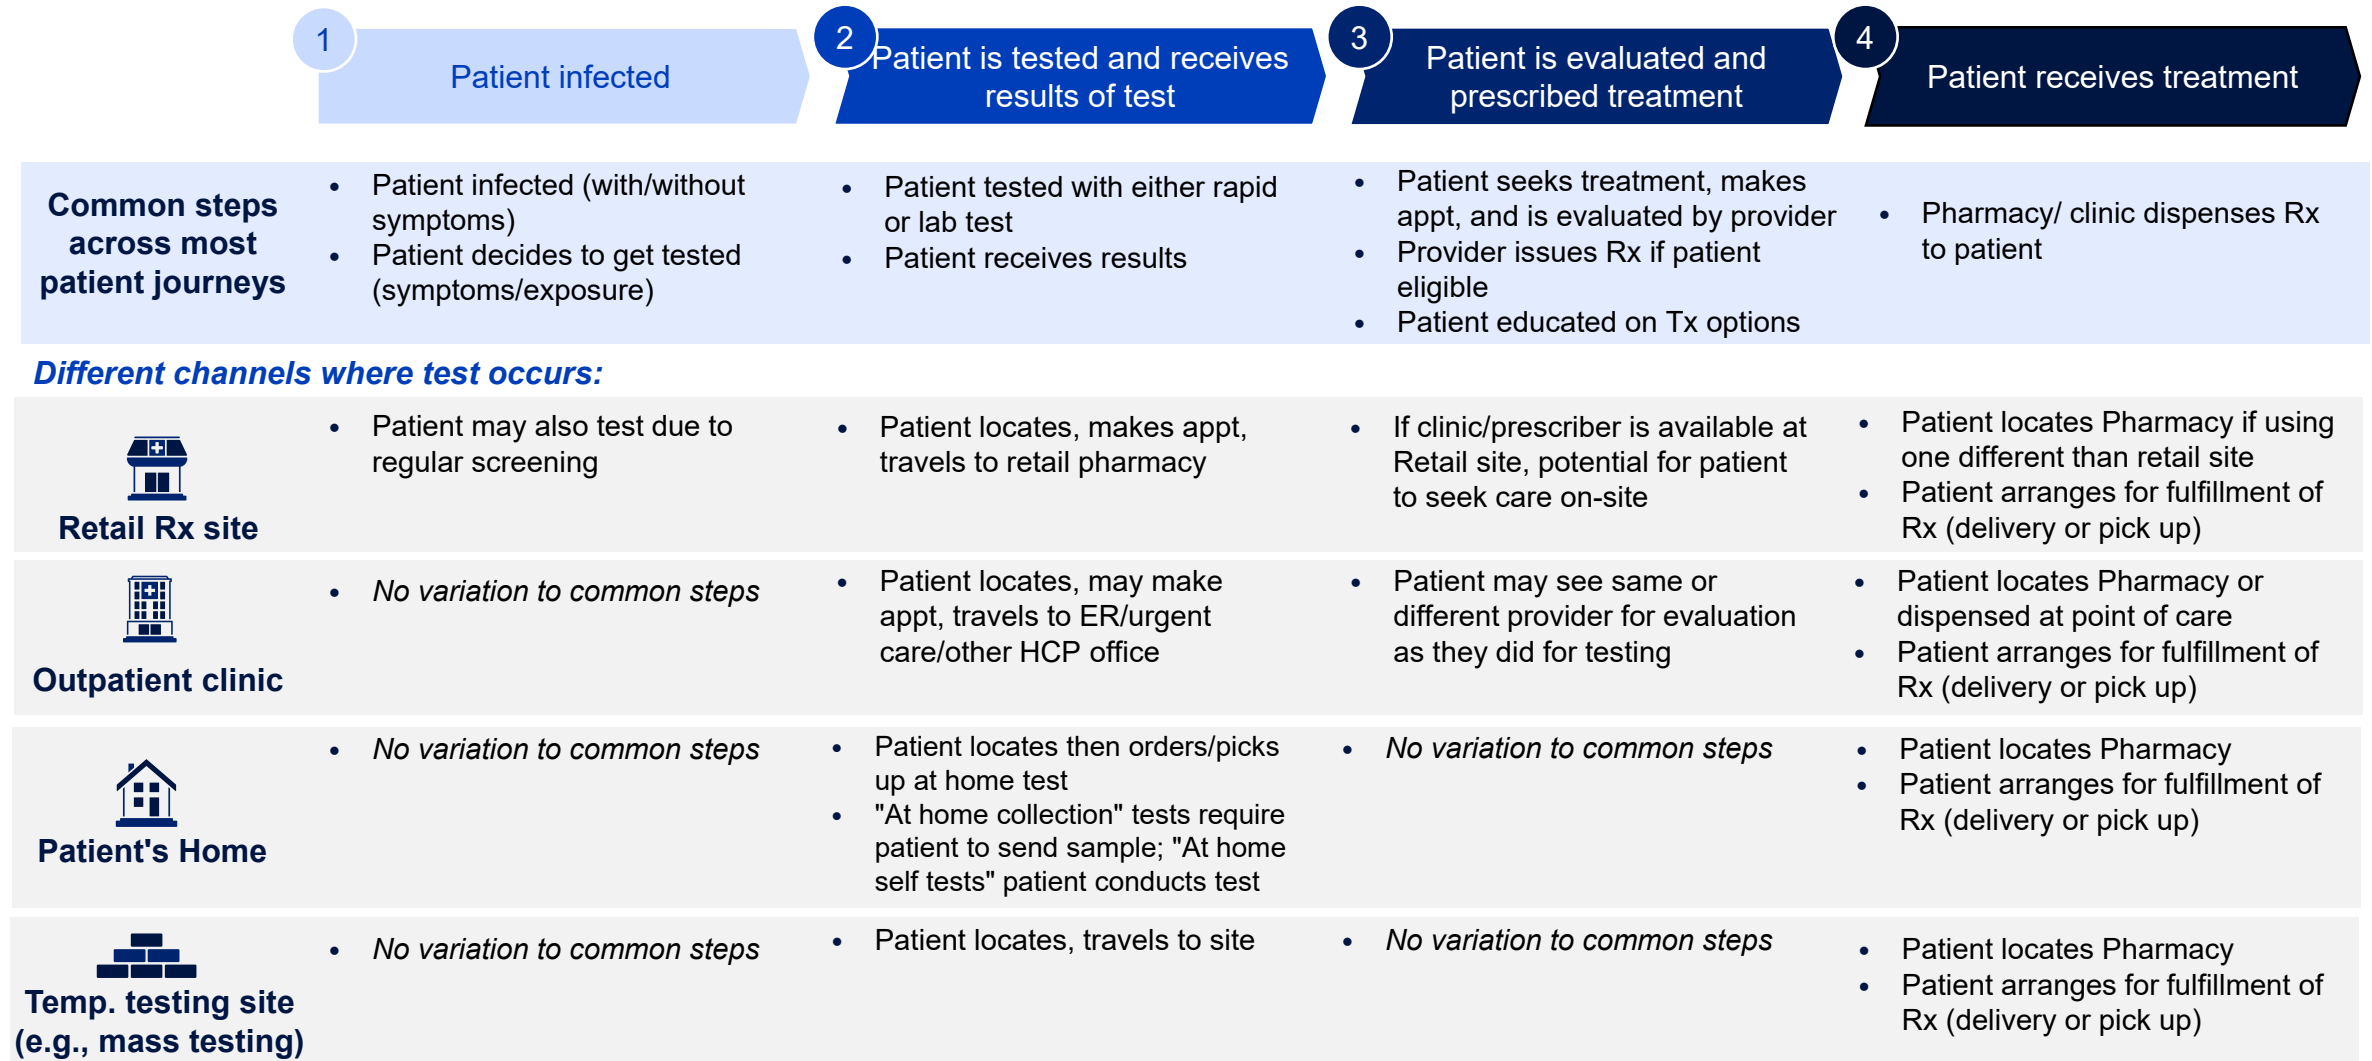 1
Patient infected
2
Patient is tested and receives
results of test
3
Patient is evaluated and
prescribed treatment
4
Patient receives treatment
Common steps
across most
patient journeys
• Patient infected (with/without
symptoms)
• Patient decides to get tested
(symptoms/exposure)
• Patient tested with either rapid
or lab test
• Patient receives results
• Patient seeks treatment, makes
appt, and is evaluated by provider
• Provider issues Rx if patient
eligible
• Patient educated on Tx options
• Pharmacy/ clinic dispenses Rx
to patient
Different channels where test occurs:
Retail Rx site
• Patient may also test due to
regular screening
• Patient locates, makes appt,
travels to retail pharmacy
• If clinic/prescriber is available at
Retail site, potential for patient
to seek care on-site
• Patient locates Pharmacy if using
one different than retail site
• Patient arranges for fulfillment of
Rx (delivery or pick up)
Outpatient clinic
• No variation to common steps
• Patient locates, may make
appt, travels to ER/urgent
care/other HCP office
• Patient may see same or
different provider for evaluation
as they did for testing
• Patient locates Pharmacy or
dispensed at point of care
• Patient arranges for fulfillment of
Rx (delivery or pick up)
Patient's Home
• No variation to common steps
• Patient locates then orders/picks
up at home test
• "At home collection" tests require
patient to send sample; "At home
self tests" patient conducts test
• No variation to common steps
• Patient locates Pharmacy
• Patient arranges for fulfillment of
Rx (delivery or pick up)
Temp. testing site
(e.g., mass testing)
• No variation to common steps
• Patient locates, travels to site
• No variation to common steps
• Patient locates Pharmacy
• Patient arranges for fulfillment of
Rx (delivery or pick up)